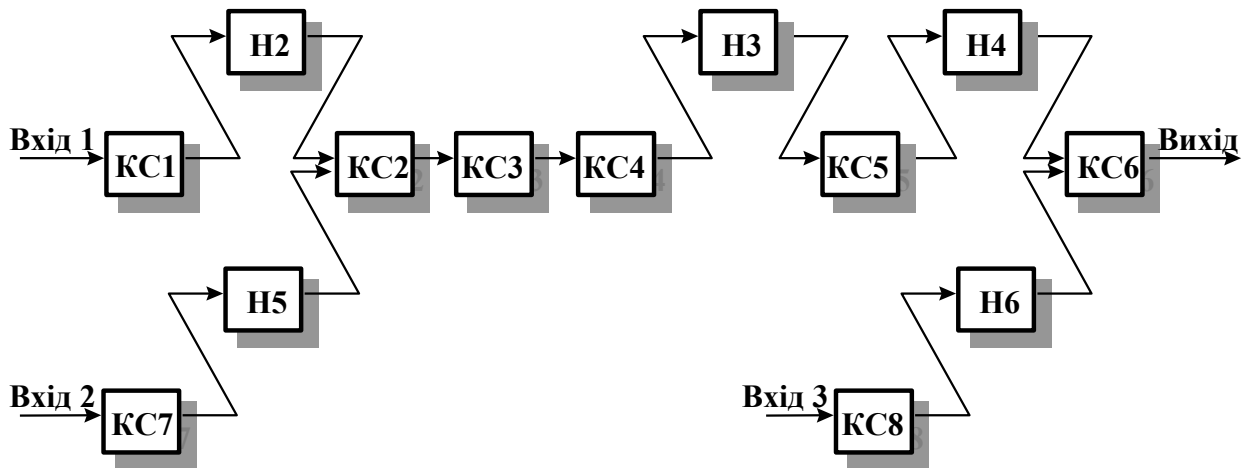 Н2
Н3
Н4
Вхід 1
КС1
КС2
КС3
КС4
КС5
КС6
Вихід
Н5
Н6
Вхід 2
КС7
Вхід 3
КС8